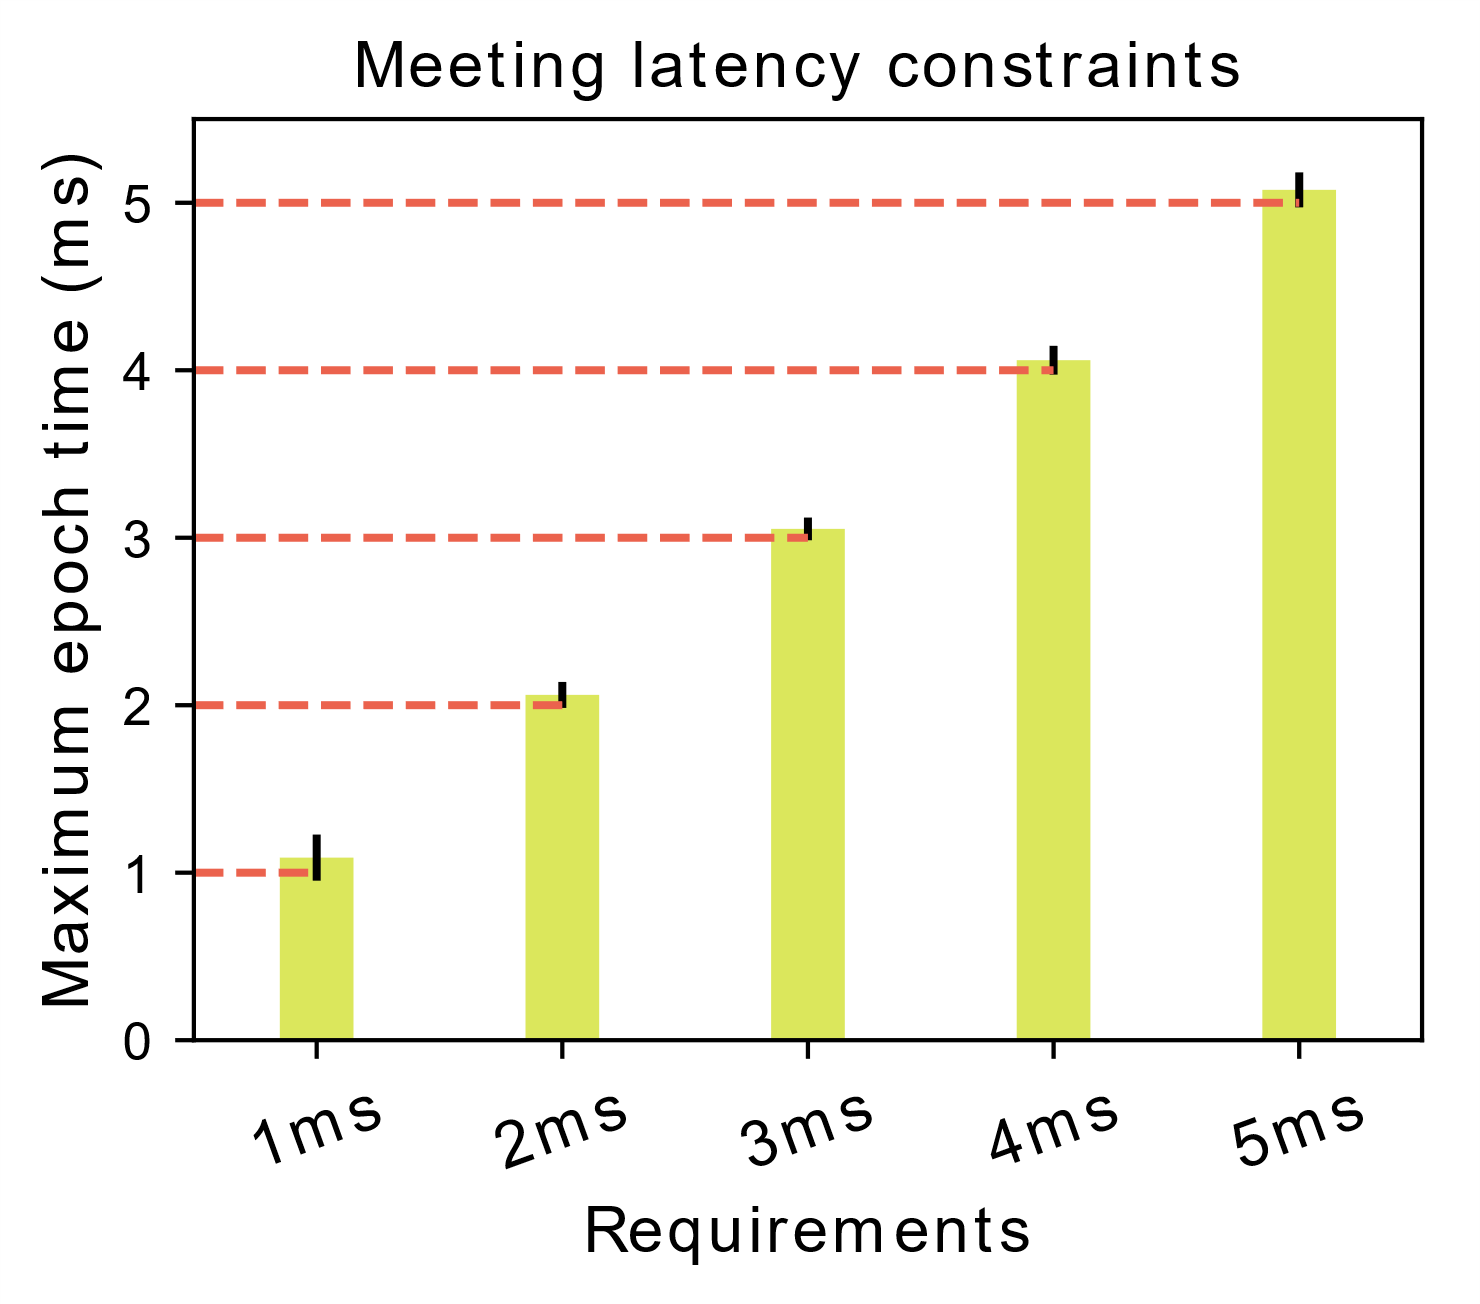 Meeting latency constraints
Maximum epoch time (ms)
5
4
3
2
1
0
1ms
2ms
3ms
4ms
5ms
Requirements